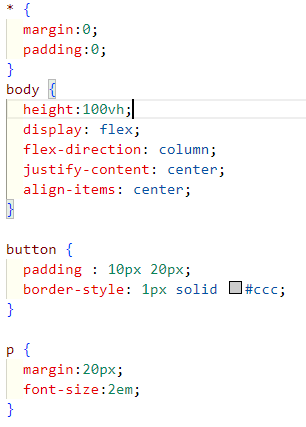 * {
  margin:0;
  padding:0;
}
body {
  height:100vh;
  display: flex;
  flex-direction: column;
  justify-content: center;
  align-items: center;
}

button {
  padding : 10px 20px;
  border-style: 1px solid #ccc;
}

p {
  margin:20px;
  font-size:2em;
}